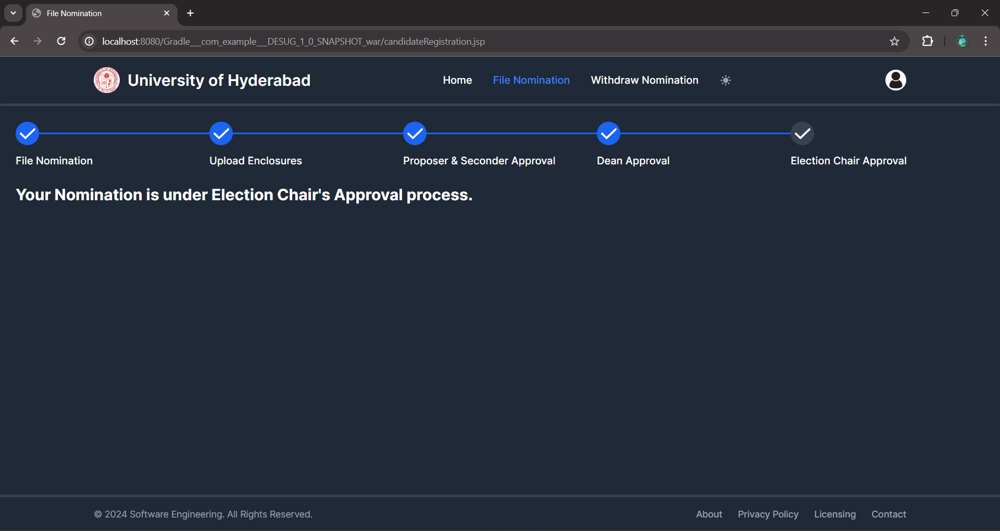 File Nomination
localhost:8080/Gradle___com_example___DESUG_1_0_SNAPSHOT_war/candidateRegistration.jsp
University of Hyderabad
Home
File Nomination
Withdraw Nomination
File Nomination
Upload Enclosures
Proposer & Seconder Approval
Dean Approval
Election Chair Approval
Your Nomination is under Election Chair's Approval process.
© 2024 Software Engineering. All Rights Reserved.
About
Privacy Policy
Licensing
Contact